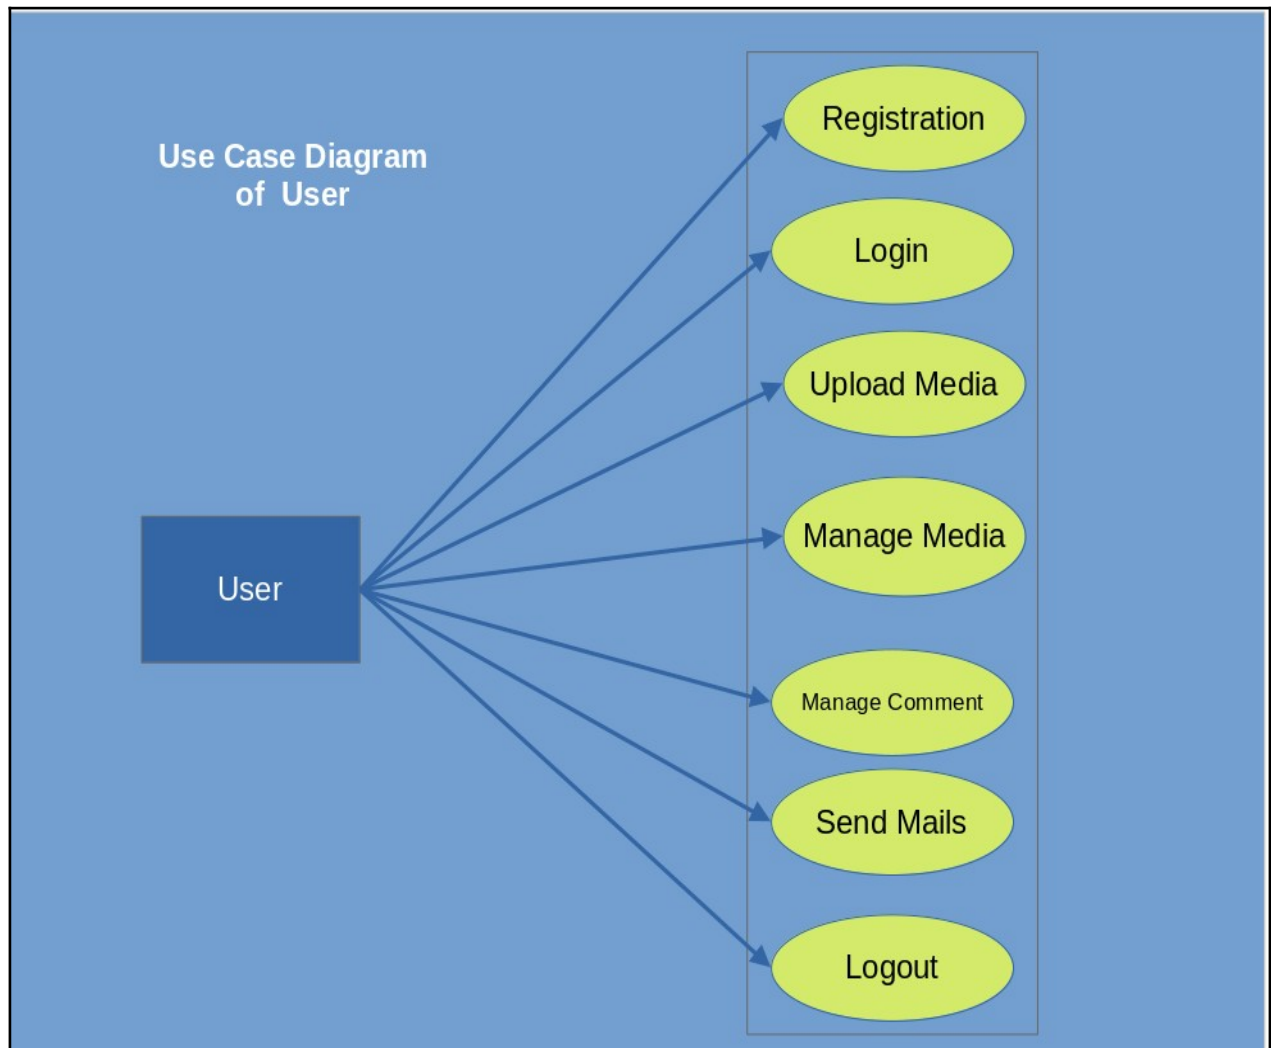 Use Case Diagram
of  User
Registration
Login
Upload Media
Manage Media
User
Manage Comment
Send Mails
Logout